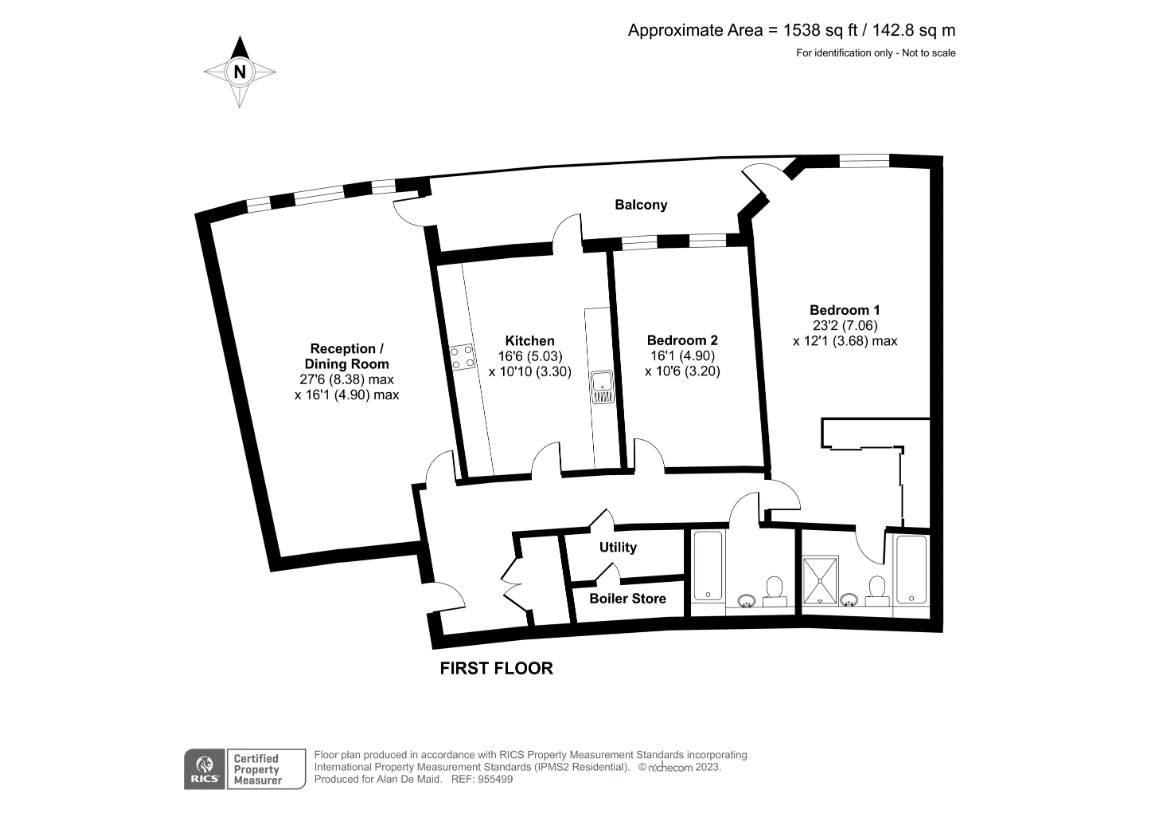 Approximate Area = 1538 sq ft / 142.8 sq m
For identification only - Not to scale
N
Balcony
Bedroom 1
23'2 (7.06)
x 12'1 (3.68) max
Kitchen
16'6 (5.03)
x 10'10 (3.30)
Bedroom 2
16'1 (4.90)
x 10'6 (3.20)
Reception /
Dining Room
27'6 (8.38) max
x 16'1 (4.90) max
Utility
Boiler Store
FIRST FLOOR
RICS
Certified
Property
Measurer
Floor plan produced in accordance with RICS Property Measurement Standards incorporating
International Property Measurement Standards (IPMS2 Residential). © nichecom 2023.
Produced for Alan De Maid. REF: 955499